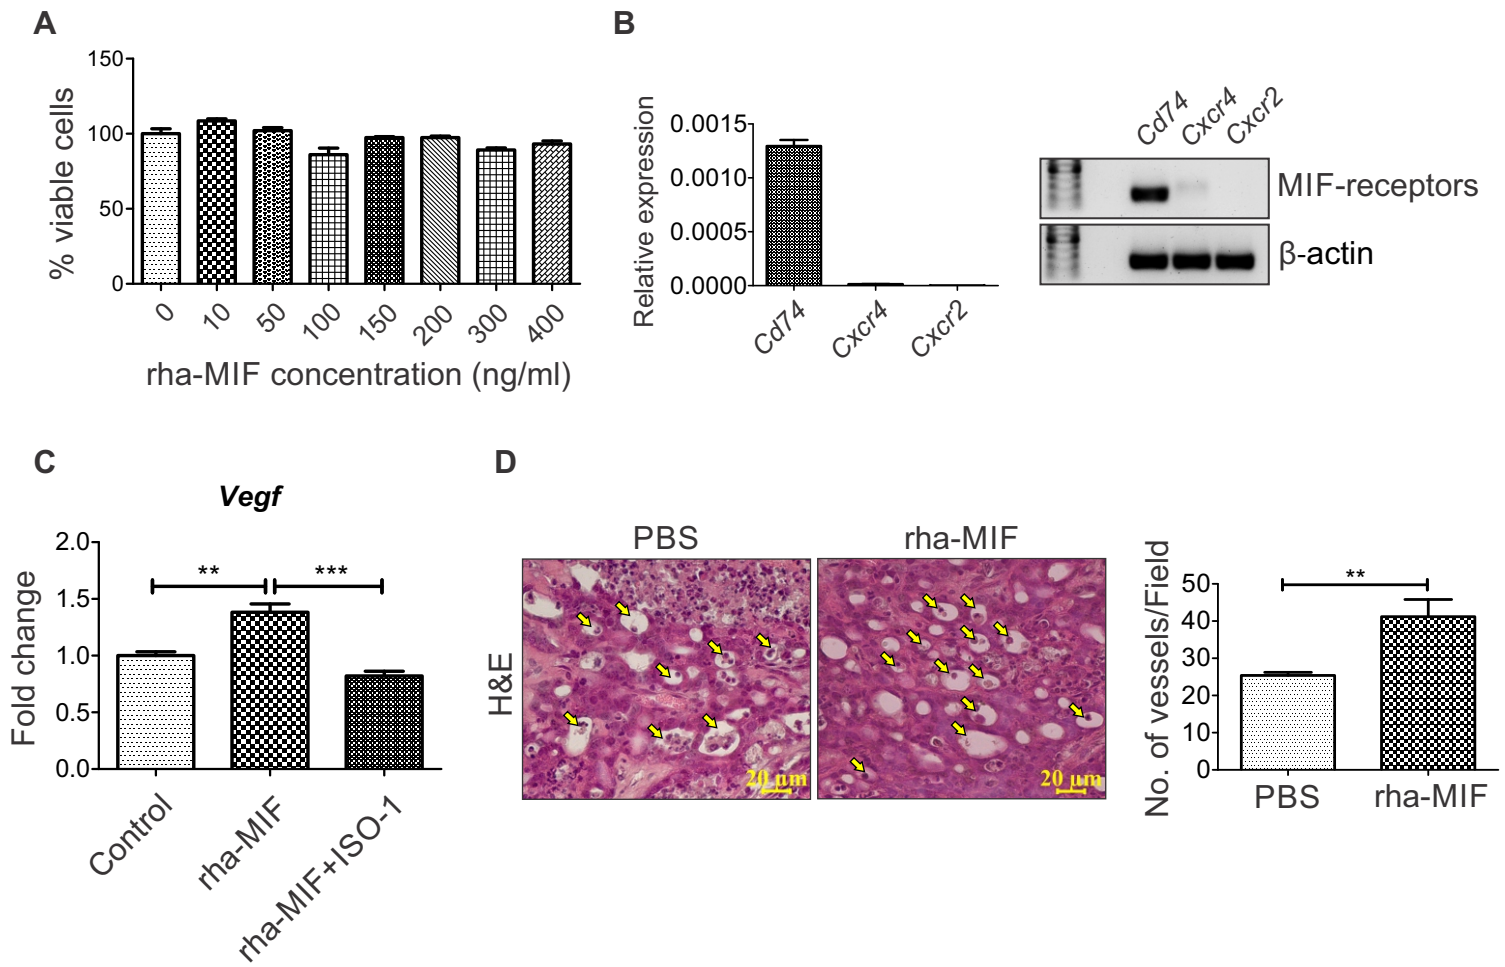 A
% viable cells
150
100
50
0
0
10
50
100
150
200
300
400
rha-MIF concentration (ng/ml)
B
Relative expression
0.0015
0.0010
0.0005
0.0000
Cd74
Cxcr4
Cxcr2
Cd74
Cxcr4
Cxcr2
MIF-receptors
β-actin
C
Vegf
Fold change
2.0
1.5
1.0
0.5
0.0
**
***
Control
rha-MIF
rha-MIF+ISO-1
D
PBS
rha-MIF
H&E
20 µm
20 µm
No. of vessels/Field
50
40
30
20
10
0
**
PBS
rha-MIF